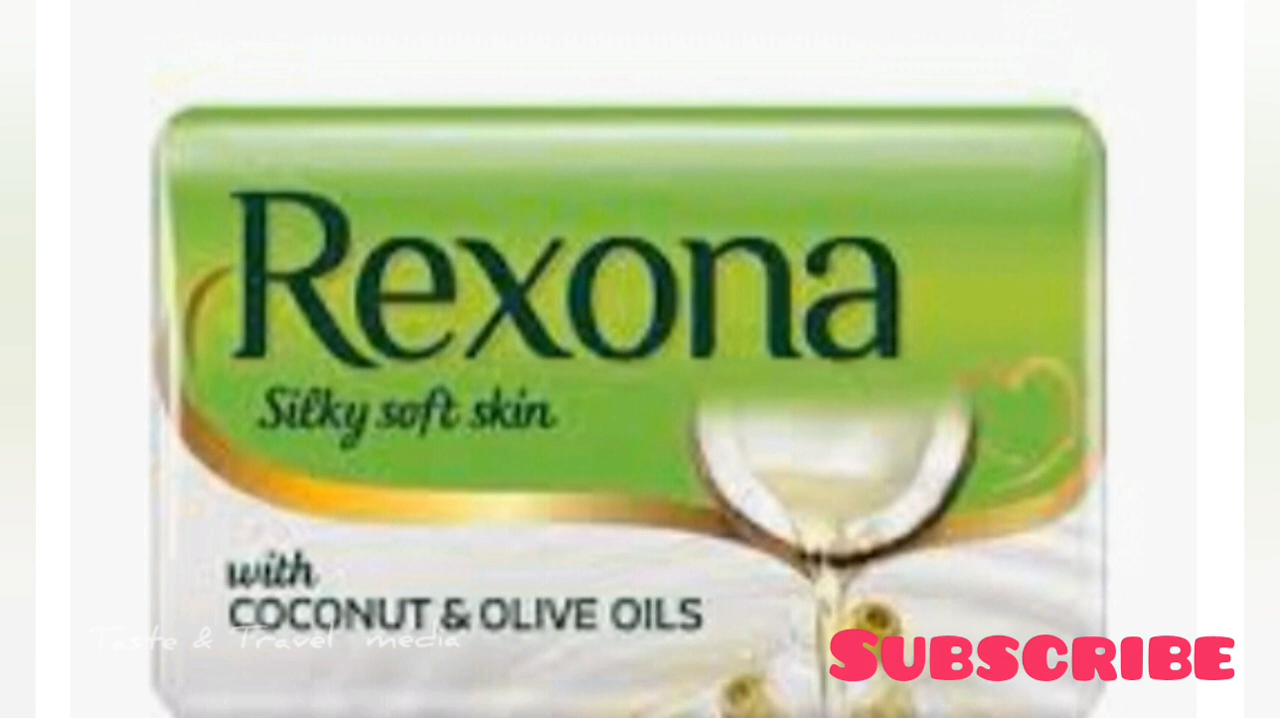 Rexona
Silky soft skin
with
COCONUT & OLIVE OILS
Taste & Travel media
SUBSCRIBE